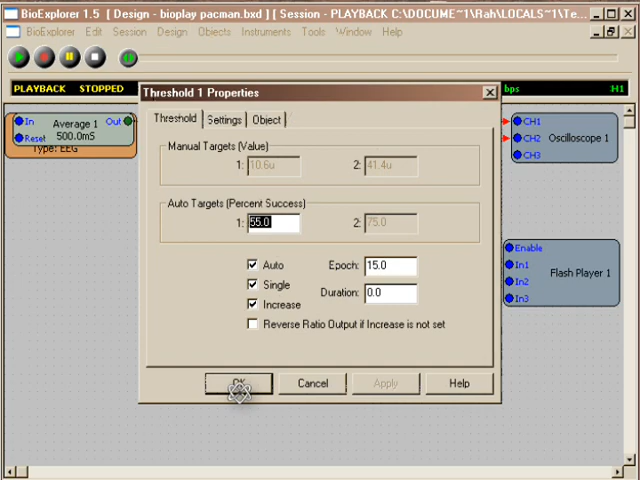 BioExplorer 1.5 [ Design - bioplay pacman.bxd ] [ Session - PLAYBACK C:\DOCUME~1\Rah\LOCALS~1\Te...
BioExplorer Edit Session Design Objects Instruments Tools Window Help
PLAYBACK STOPPED
bps H1
Threshold 1 Properties
Threshold Settings Object
Manual Targets (Value)
1: 10.6u 2: 41.4u
Auto Targets (Percent Success)
1: 55.0 2: 75.0
Auto Epoch: 15.0
Single Duration: 0.0
Increase
Reverse Ratio Output if Increase is not set
OK Cancel Apply Help
In Average 1 Out
Reset 500.0mS
Type: EEG
CH1
CH2 Oscilloscope 1
CH3
Enable
In1 Flash Player 1
In2
In3